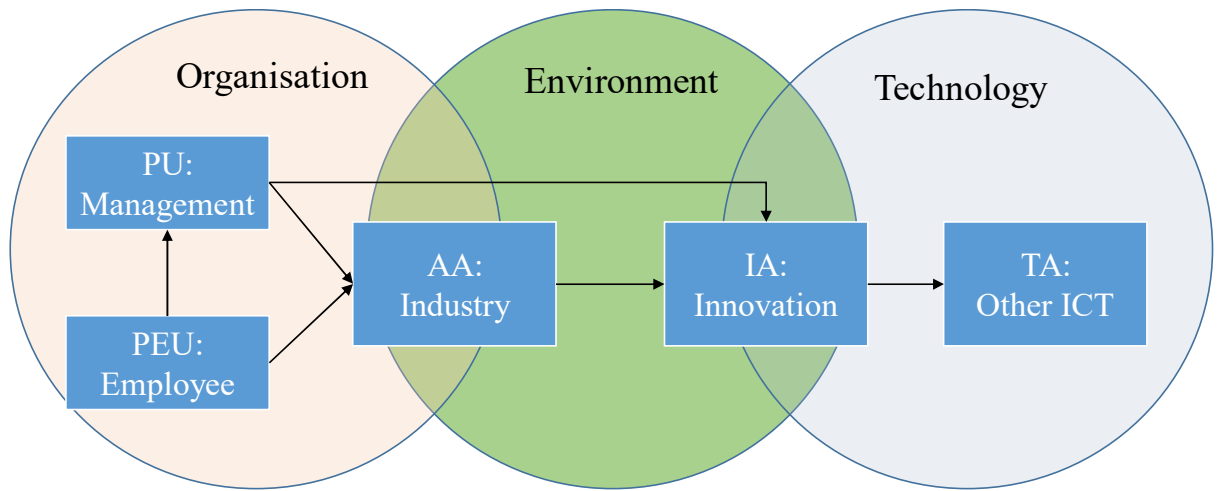 Organisation
Environment
Technology
PU:
Management
AA:
Industry
IA:
Innovation
TA:
Other ICT
PEU:
Employee